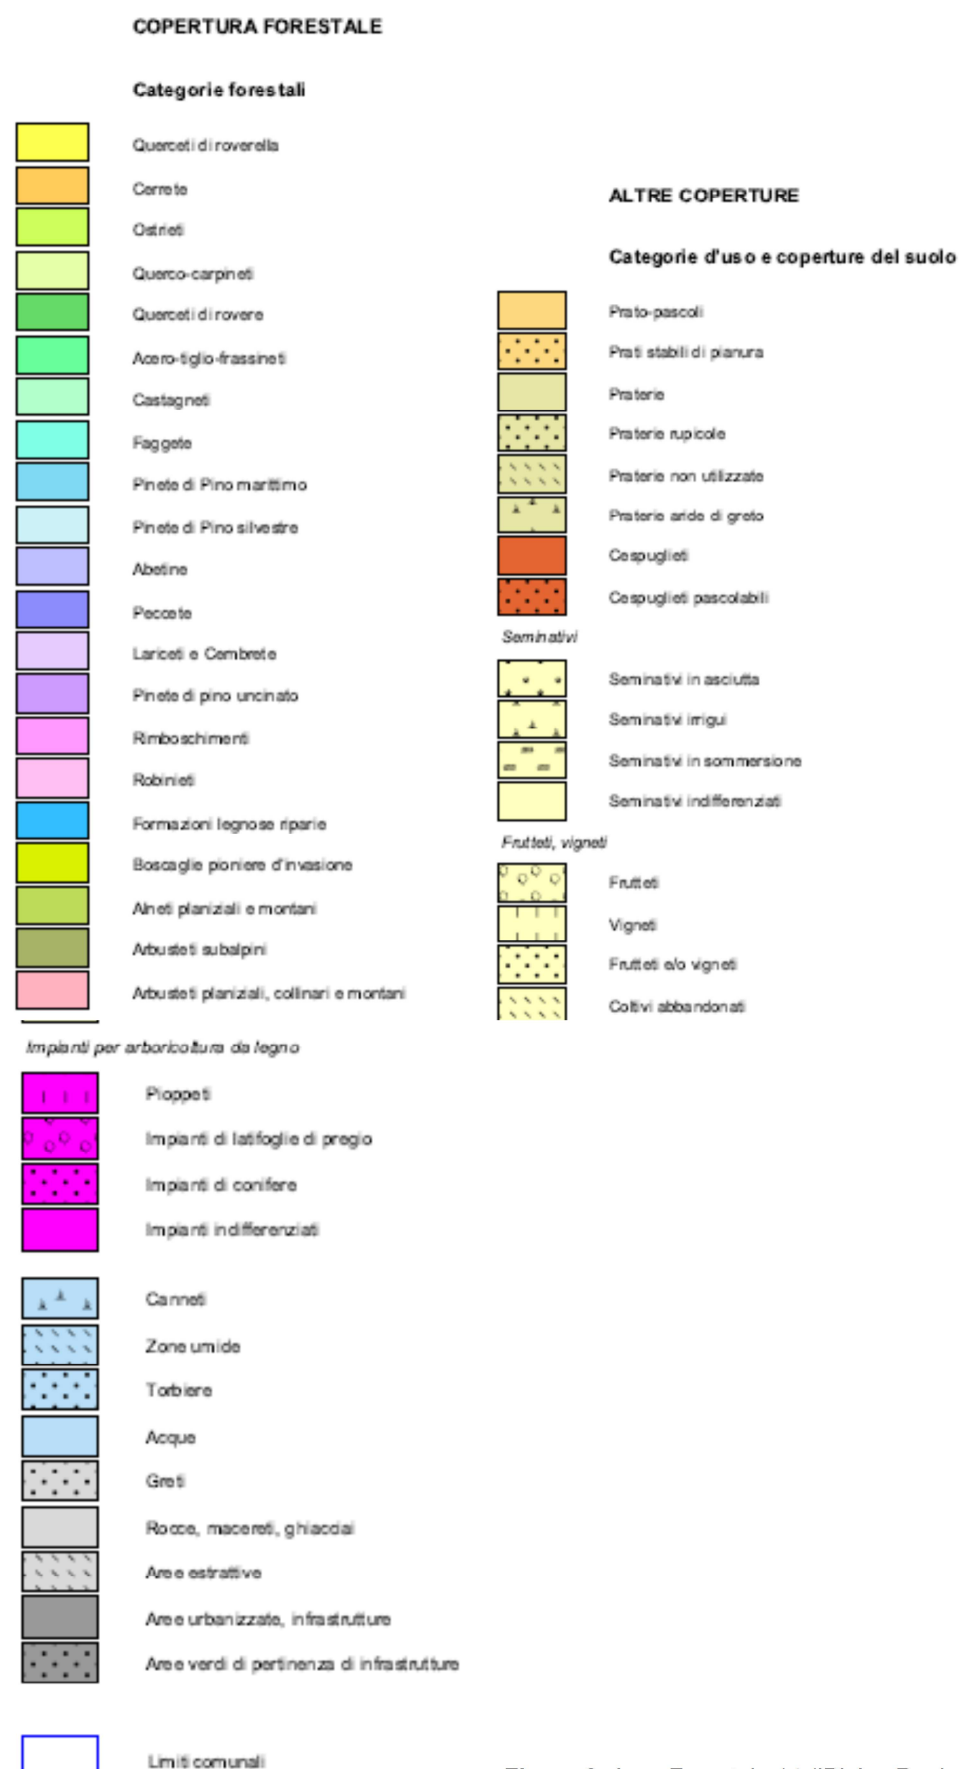 COPERTURA FORESTALE
Categorie forestali
Querceti di roverella
Cerrete
Ostrieti
Querco-carpineti
Querceti di rovere
Acero-tiglio-frassineti
Castagneti
Faggete
Pinete di Pino marittimo
Pinete di Pino silvestre
Abetine
Peccete
Lariceti e Cembrete
Pinete di pino uncinato
Rimboschimenti
Robinieti
Formazioni legnose riparie
Boscaglie pioniere d'invasione
Alneti planiziali e montani
Arbusteti subalpini
Arbusteti planiziali, collinari e montani
ALTRE COPERTURE
Categorie d'uso e coperture del suolo
Prato-pascoli
Prati stabili di pianura
Praterie
Praterie rupicole
Praterie non utilizzate
Praterie aride di greto
Cespuglieti
Cespuglieti pascolabili
Seminativi
Seminativi in asciutta
Seminativi irrigui
Seminativi in sommersione
Seminativi indifferenziati
Frutteti, vigneti
Frutteti
Vigneti
Frutteti e/o vigneti
Coltivi abbandonati
Impianti per arboricoltura da legno
Pioppeti
Impianti di latifoglie di pregio
Impianti di conifere
Impianti indifferenziati
Canneti
Zone umide
Torbiere
Acque
Greti
Rocce, macereti, ghiacciai
Aree estrattive
Aree urbanizzate, infrastrutture
Aree verdi di pertinenza di infrastrutture
Limiti comunali